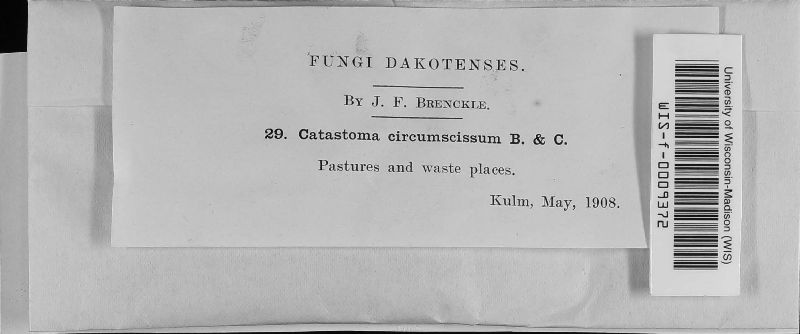 FUNGI DAKOTENSES.
BY J. F. BRENCKLE.
29. Catastoma circumscissum B. & C.
Pastures and waste places.
Kulm, May, 1908.
University of Wisconsin-Madison (WIS)
WIS-f-0009372